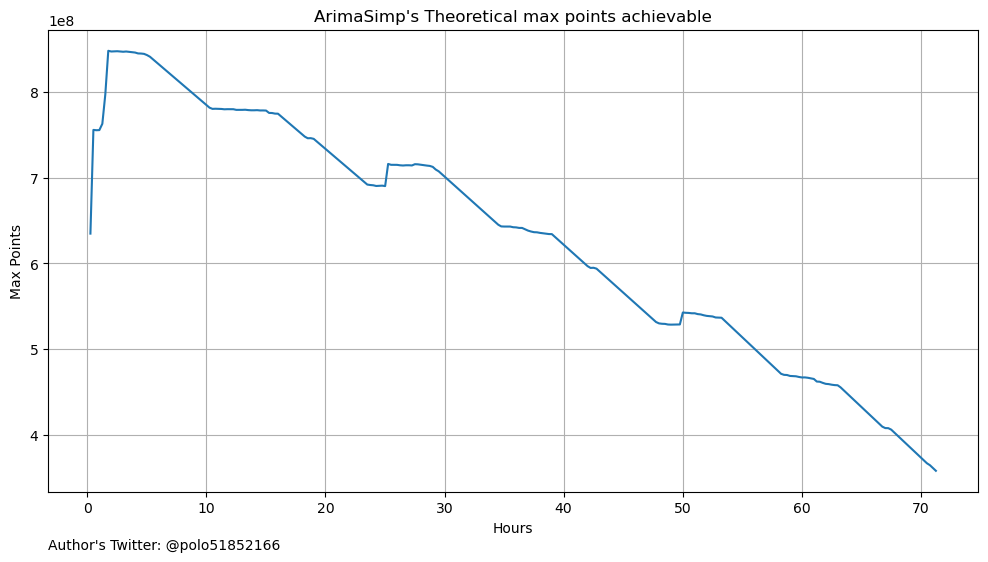 ArimaSimp's Theoretical max points achievable
1e8
8
7
6
5
4
Max Points
0 10 20 30 40 50 60 70
Hours
Author's Twitter: @polo51852166